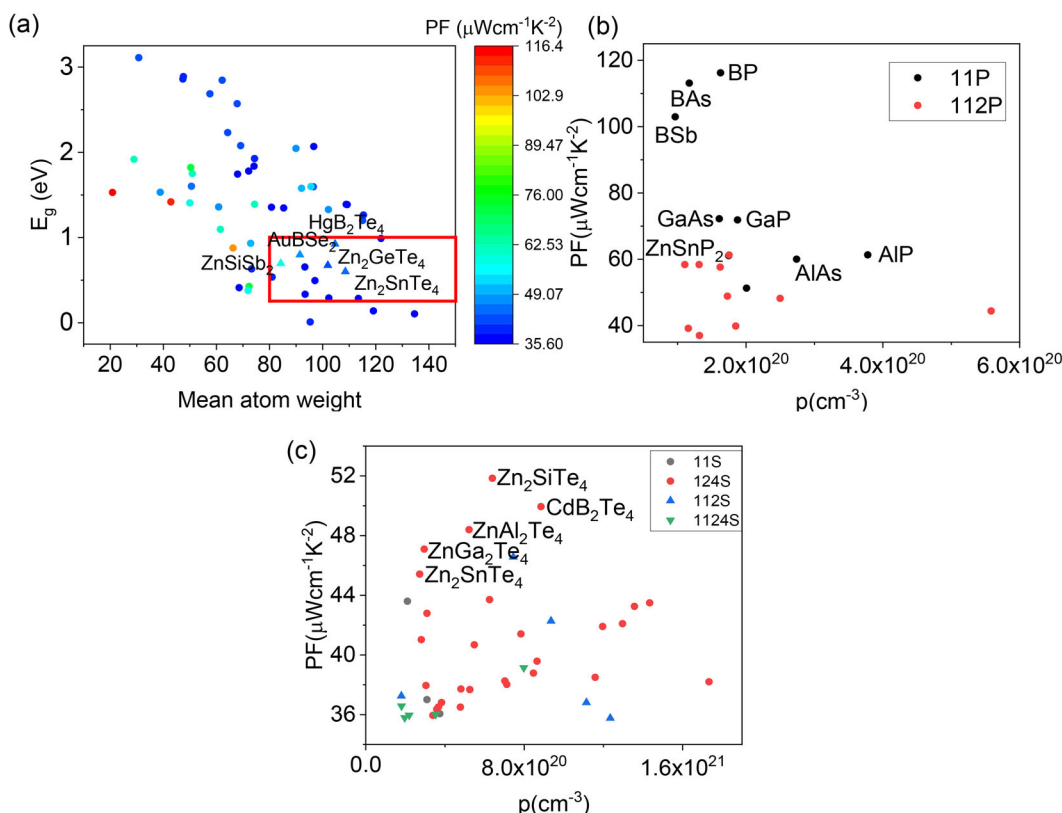 (a)
PF (μWcm⁻¹K⁻²)
116.4
102.9
89.47
76.00
62.53
49.07
35.60
3
2
1
0
E_g (eV)
HgB₂Te₄
AuBSe₂
ZnSiSb₂
Zn₂GeTe₄
Zn₂SnTe₄
20 40 60 80 100 120 140
Mean atom weight
(b)
120
100
80
60
40
PF(μWcm⁻¹K⁻²)
11P
112P
BP
BAs
BSb
GaAs
GaP
ZnSnP₂
AlAs
AlP
2.0x10²⁰ 4.0x10²⁰ 6.0x10²⁰
p(cm⁻³)
(c)
52
48
44
40
36
PF(μWcm⁻¹K⁻²)
11S
124S
112S
1124S
Zn₂SiTe₄
CdB₂Te₄
ZnAl₂Te₄
ZnGa₂Te₄
Zn₂SnTe₄
0.0 8.0x10²⁰ 1.6x10²¹
p(cm⁻³)